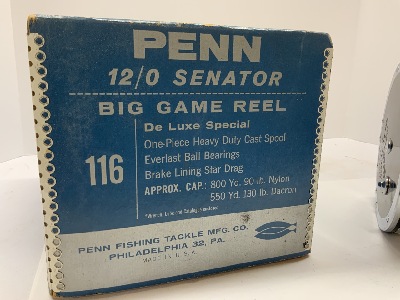 PENN
12/0 SENATOR
BIG GAME REEL
De Luxe Special
116
One-Piece Heavy Duty Cast Spool
Everlast Ball Bearings
Brake Lining Star Drag
APPROX. CAP.: 800 Yd. 90 lb. Nylon
550 Yd. 130 lb. Dacron
PENN FISHING TACKLE MFG. CO.
PHILADELPHIA 32, PA.
MADE IN U.S.A.